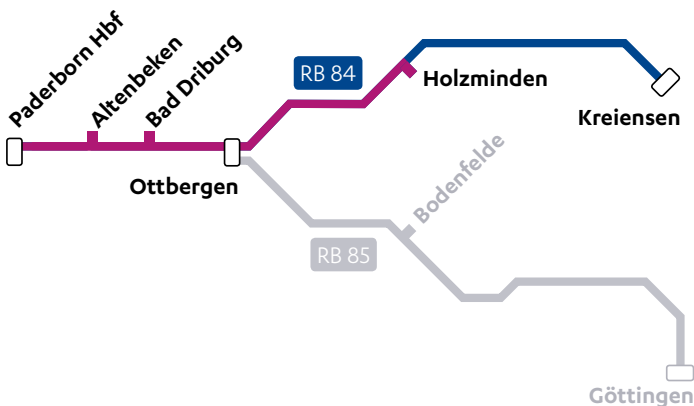 Paderborn Hbf
Altenbeken
Bad Driburg
RB 84
Holzminden
Kreiensen
Ottbergen
Bodenfelde
RB 85
Göttingen